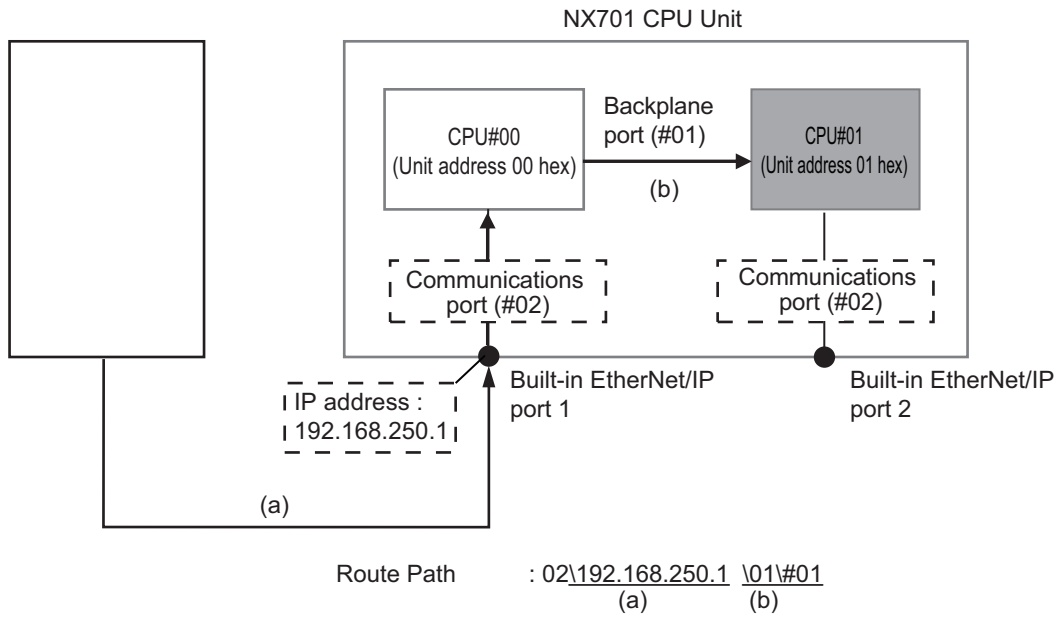 NX701 CPU Unit
CPU#00
(Unit address 00 hex)
Backplane
port (#01)
(b)
CPU#01
(Unit address 01 hex)
Communications
port (#02)
Communications
port (#02)
IP address :
192.168.250.1
Built-in EtherNet/IP
port 1
Built-in EtherNet/IP
port 2
(a)
Route Path : 02\192.168.250.1 \01\#01
(a) (b)